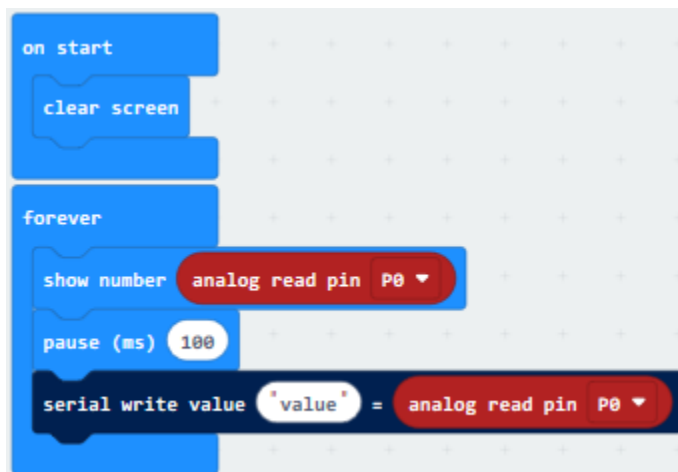 on start
clear screen
forever
show number analog read pin P0
pause (ms) 100
serial write value "value" = analog read pin P0